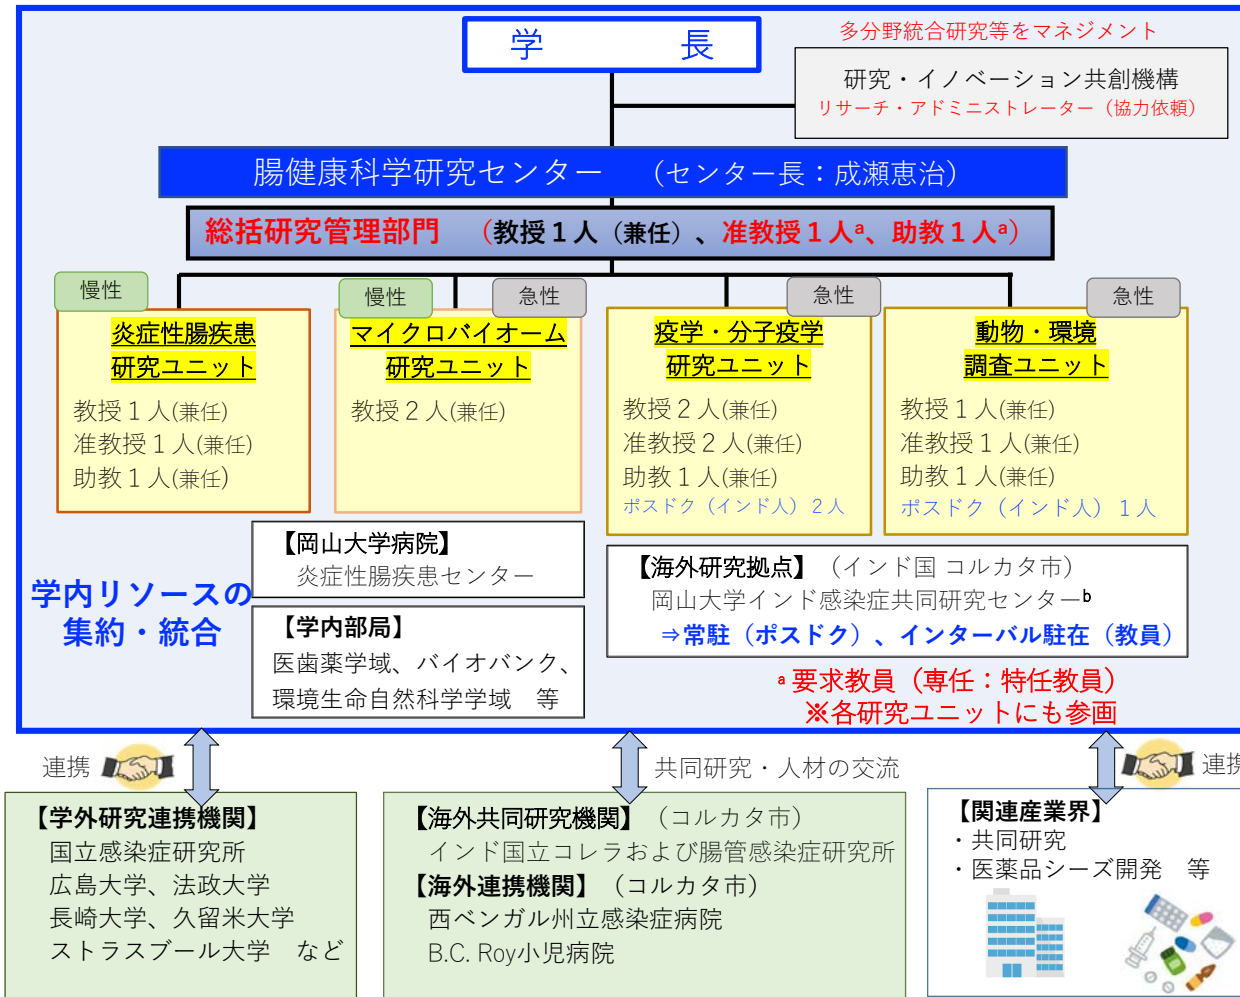 学　長
多分野統合研究等をマネジメント
研究・イノベーション共創機構
リサーチ・アドミニストレーター（協力依頼）
腸健康科学研究センター　（センター長：成瀬恵治）
総括研究管理部門　（教授１人（兼任）、准教授１人a、助教１人a）
慢性
炎症性腸疾患
研究ユニット
教授１人(兼任)
准教授１人(兼任)
助教１人(兼任)
慢性
急性
マイクロバイオーム
研究ユニット
教授２人(兼任)
急性
疫学・分子疫学
研究ユニット
教授２人(兼任)
准教授２人(兼任)
助教１人(兼任)
ポスドク（インド人）２人
急性
動物・環境
調査ユニット
教授１人(兼任)
准教授１人(兼任)
助教１人(兼任)
ポスドク（インド人）１人
学内リソースの
集約・統合
【岡山大学病院】
炎症性腸疾患センター
【学内部局】
医歯薬学域、バイオバンク、
環境生命自然科学学域　等
【海外研究拠点】（インド国 コルカタ市）
岡山大学インド感染症共同研究センターb
⇒常駐（ポスドク）、インターバル駐在（教員）
a 要求教員（専任：特任教員）
※各研究ユニットにも参画
連携
共同研究・人材の交流
連携
【学外研究連携機関】
国立感染症研究所
広島大学、法政大学
長崎大学、久留米大学
ストラスブール大学　など
【海外共同研究機関】（コルカタ市）
インド国立コレラおよび腸管感染症研究所
【海外連携機関】（コルカタ市）
西ベンガル州立感染症病院
B.C. Roy小児病院
【関連産業界】
・共同研究
・医薬品シーズ開発　等